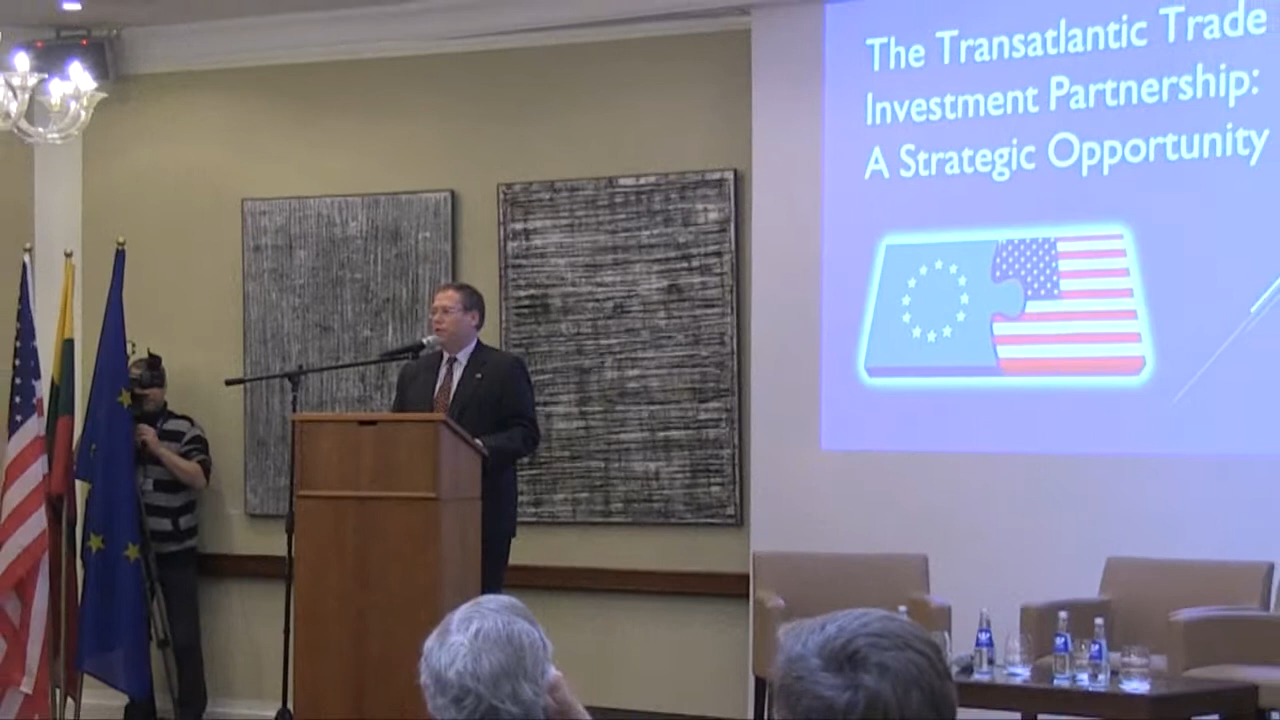 The Transatlantic Trade
Investment Partnership:
A Strategic Opportunity